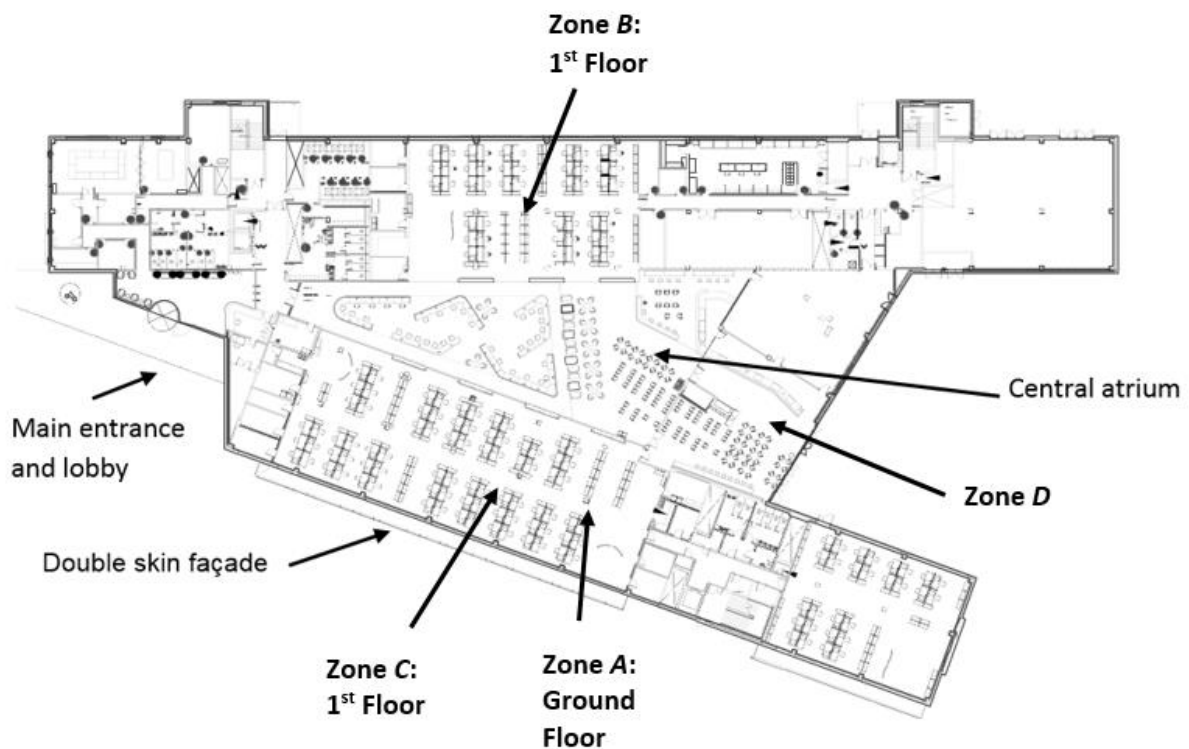 Zone B:
1st Floor
Central atrium
Main entrance
and lobby
Zone D
Double skin façade
Zone C:
1st Floor
Zone A:
Ground
Floor